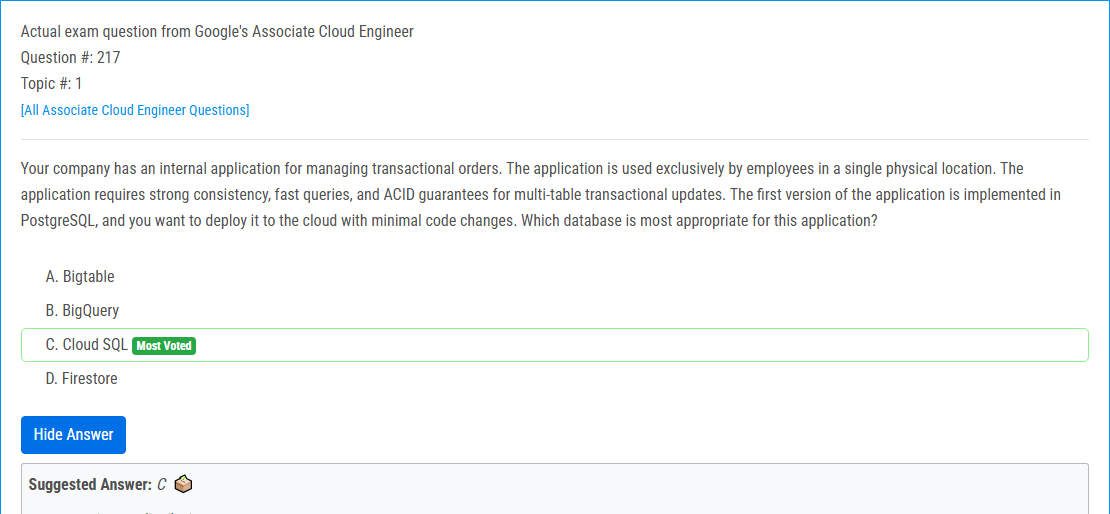 Actual exam question from Google's Associate Cloud Engineer
Question #: 217
Topic #: 1
[All Associate Cloud Engineer Questions]
Your company has an internal application for managing transactional orders. The application is used exclusively by employees in a single physical location. The
application requires strong consistency, fast queries, and ACID guarantees for multi-table transactional updates. The first version of the application is implemented in
PostgreSQL, and you want to deploy it to the cloud with minimal code changes. Which database is most appropriate for this application?
A. Bigtable
B. BigQuery
C. Cloud SQL Most Voted
D. Firestore
Hide Answer
Suggested Answer: C